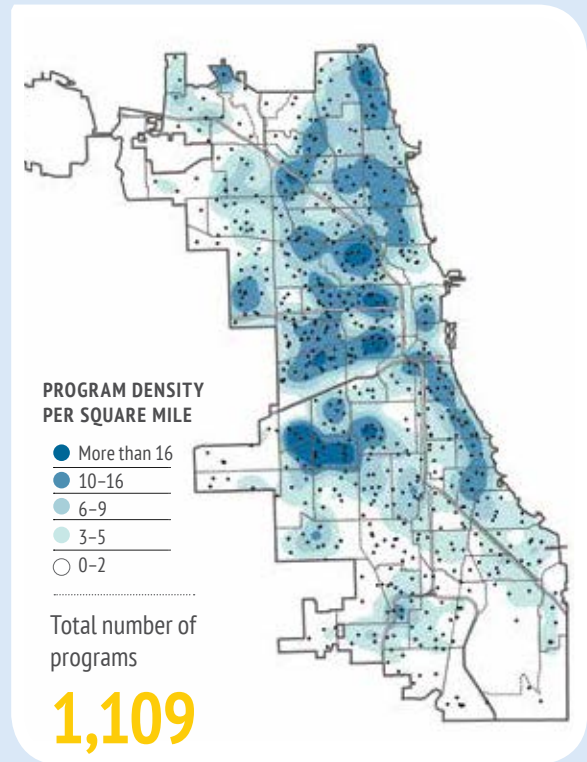 PROGRAM DENSITY
PER SQUARE MILE
More than 16
10–16
6–9
3–5
0–2
Total number of
programs
1,109